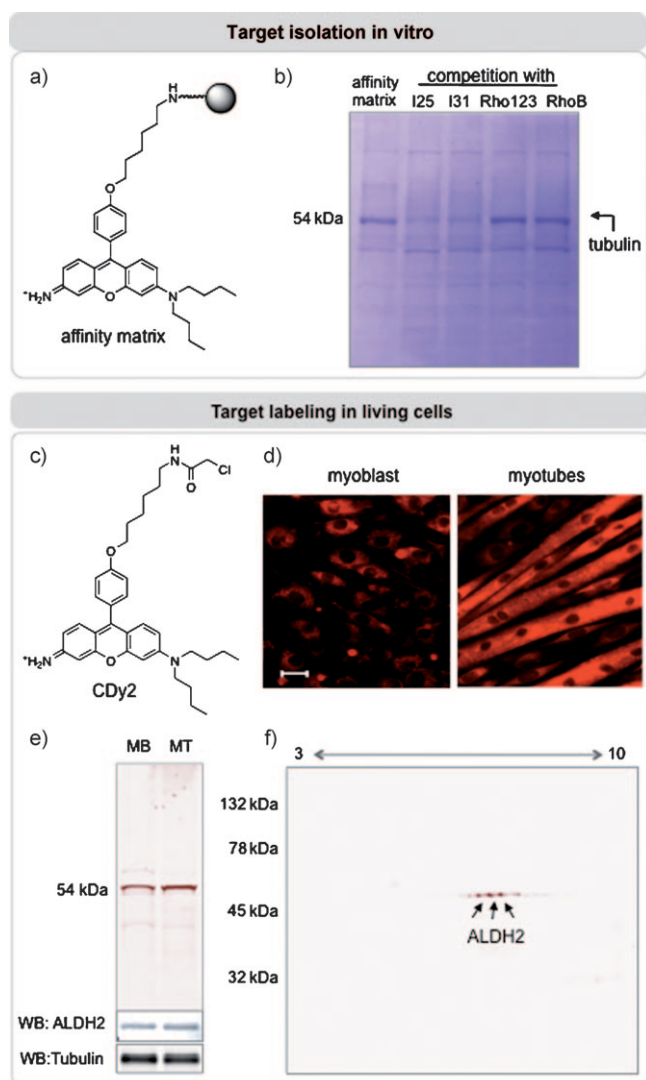 Target isolation in vitro
a)
b)
affinity matrix
competition with
I25 I31 Rho123 RhoB
54 kDa
tubulin
HN
O
⁺H₂N
O
N
affinity matrix
Target labeling in living cells
c)
d)
myoblast
myotubes
H
N
Cl
O
O
⁺H₂N
O
N
CDy2
e)
MB MT
54 kDa
WB: ALDH2
WB:Tubulin
f)
3 10
132 kDa
78 kDa
45 kDa
32 kDa
ALDH2